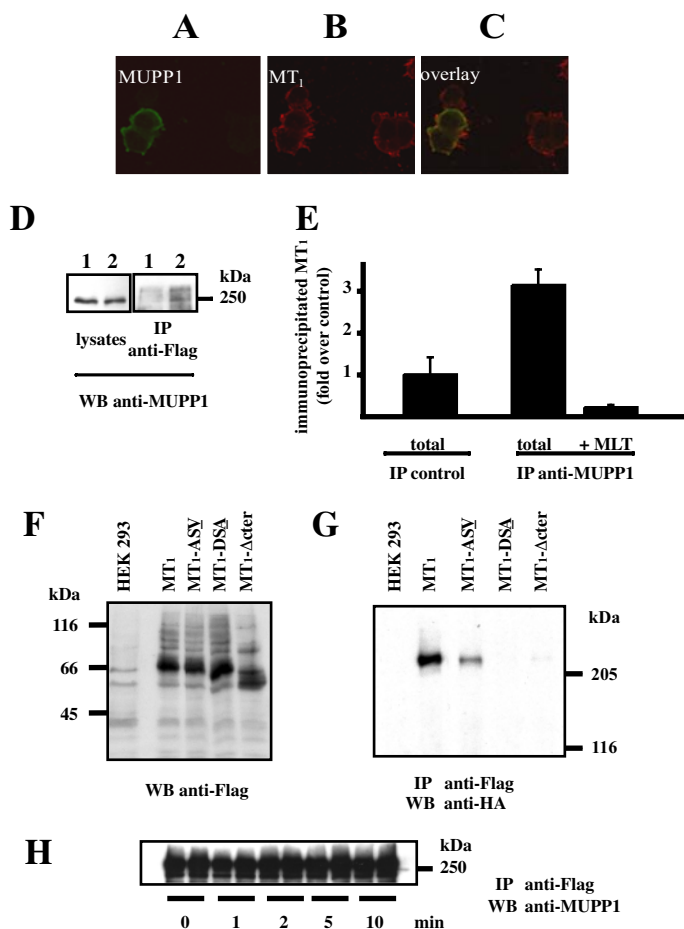 A B C
MUPP1 MT1 overlay
D
1 2 1 2
kDa
250
lysates IP anti-Flag
WB anti-MUPP1
E
immunoprecipitated MT1
(fold over control)
3
2
1
total total + MLT
IP control IP anti-MUPP1
F
HEK 293 MT1 MT1-ASV MT1-DSA MT1-Δcter
kDa
116
66
45
WB anti-Flag
G
HEK 293 MT1 MT1-ASV MT1-DSA MT1-Δcter
kDa
205
116
IP anti-Flag
WB anti-HA
H
kDa
250
0 1 2 5 10 min
IP anti-Flag
WB anti-MUPP1